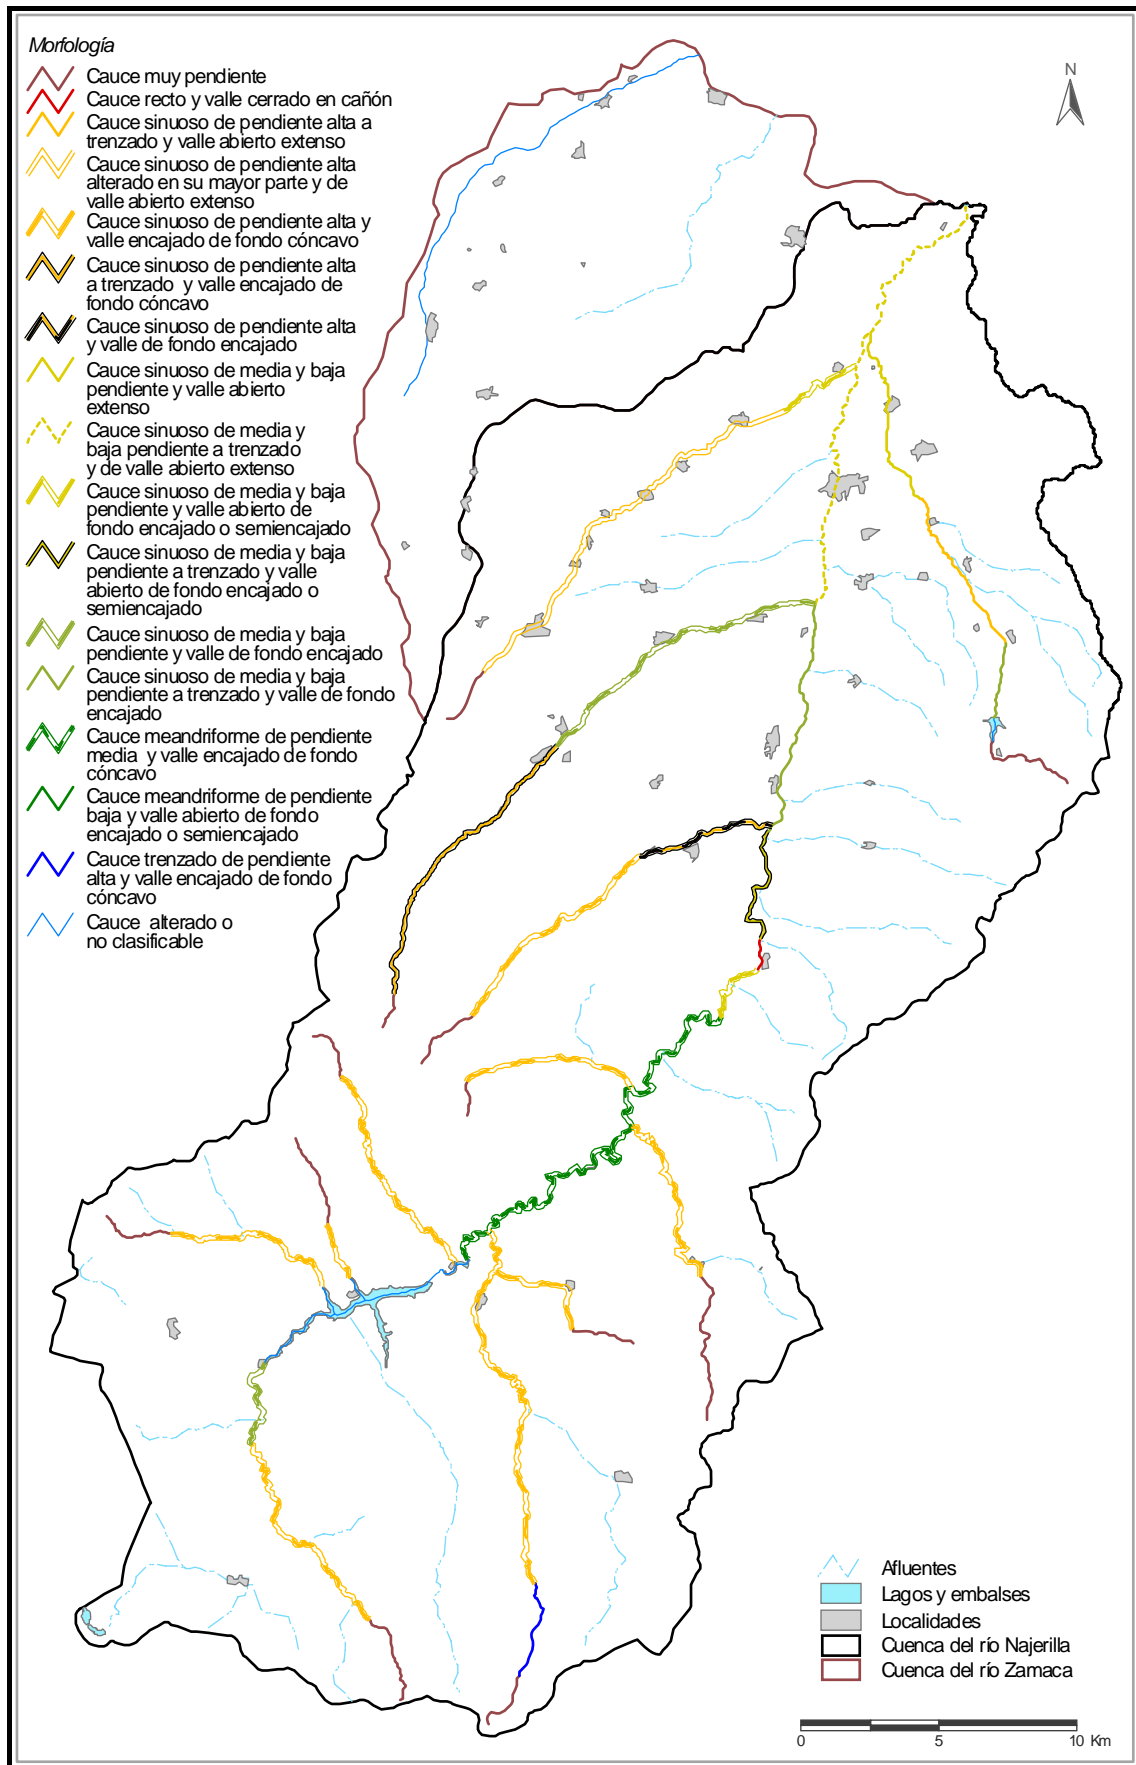 Morfología
Cauce muy pendiente
Cauce recto y valle cerrado en cañón
Cauce sinuoso de pendiente alta a
trenzado y valle abierto extenso
Cauce sinuoso de pendiente alta
alterado en su mayor parte y de
valle abierto extenso
Cauce sinuoso de pendiente alta y
valle encajado de fondo cóncavo
Cauce sinuoso de pendiente alta
a trenzado y valle encajado de
fondo cóncavo
Cauce sinuoso de pendiente alta
y valle de fondo encajado
Cauce sinuoso de media y baja
pendiente y valle abierto
extenso
Cauce sinuoso de media y
baja pendiente a trenzado
y de valle abierto extenso
Cauce sinuoso de media y baja
pendiente y valle abierto de
fondo encajado o semiencajado
Cauce sinuoso de media y baja
pendiente a trenzado y valle
abierto de fondo encajado o
semiencajado
Cauce sinuoso de media y baja
pendiente y valle de fondo encajado
Cauce sinuoso de media y baja
pendiente a trenzado y valle de fondo
encajado
Cauce meandriforme de pendiente
media y valle encajado de fondo
cóncavo
Cauce meandriforme de pendiente
baja y valle abierto de fondo
encajado o semiencajado
Cauce trenzado de pendiente
alta y valle encajado de fondo
cóncavo
Cauce alterado o
no clasificable
N
Afluentes
Lagos y embalses
Localidades
Cuenca del río Najerilla
Cuenca del río Zamaca
0 5 10 Km